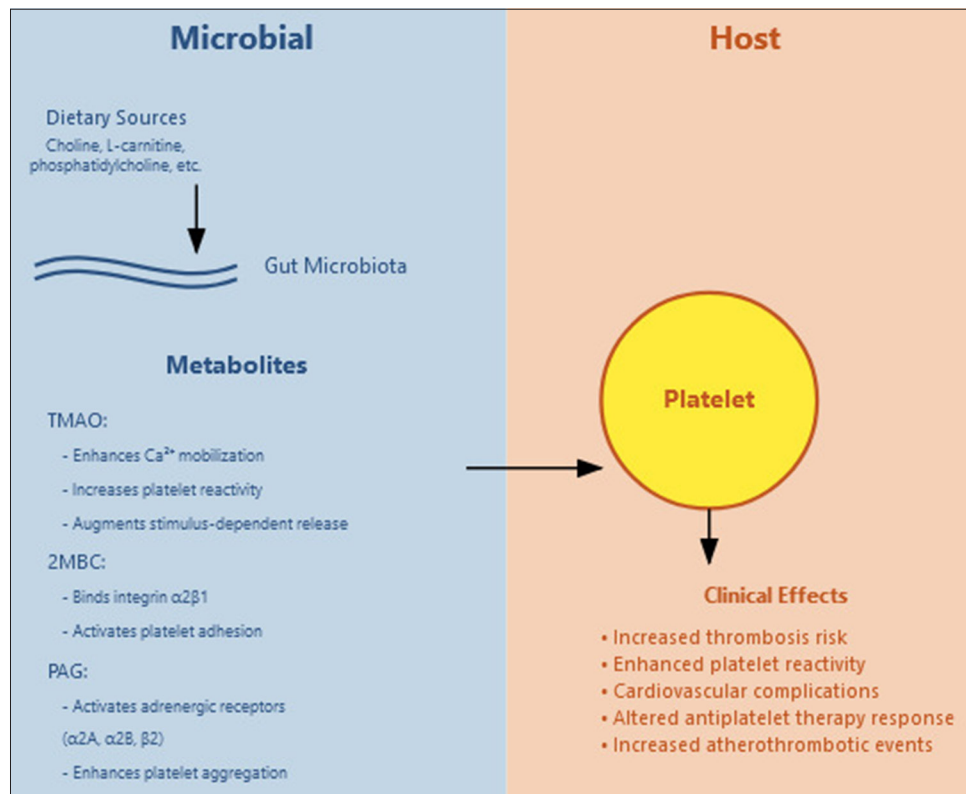 Microbial
Host
Dietary Sources
Choline, L-carnitine,
phosphatidylcholine, etc.
Gut Microbiota
Metabolites
TMAO:
- Enhances Ca²⁺ mobilization
- Increases platelet reactivity
- Augments stimulus-dependent release
2MBC:
- Binds integrin α2β1
- Activates platelet adhesion
PAG:
- Activates adrenergic receptors
(α2A, α2B, β2)
- Enhances platelet aggregation
Platelet
Clinical Effects
• Increased thrombosis risk
• Enhanced platelet reactivity
• Cardiovascular complications
• Altered antiplatelet therapy response
• Increased atherothrombotic events